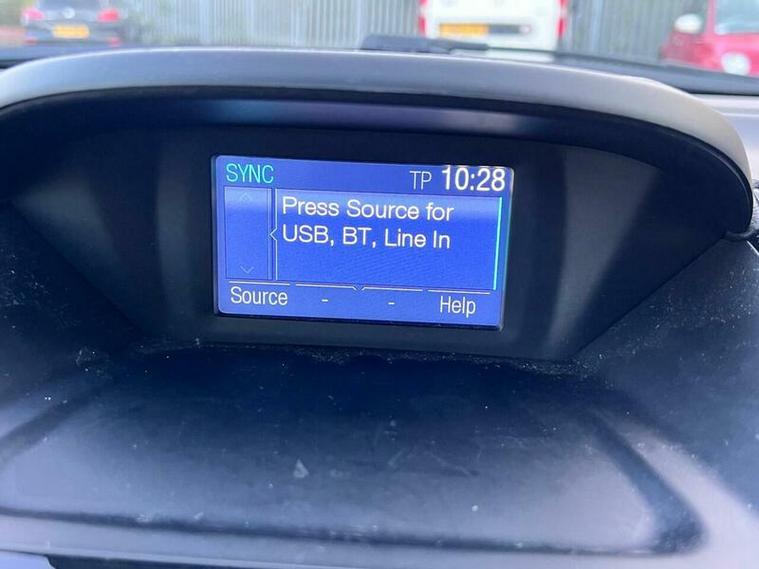 SYNC TP 10:28
Press Source for
USB, BT, Line In
Source - - Help